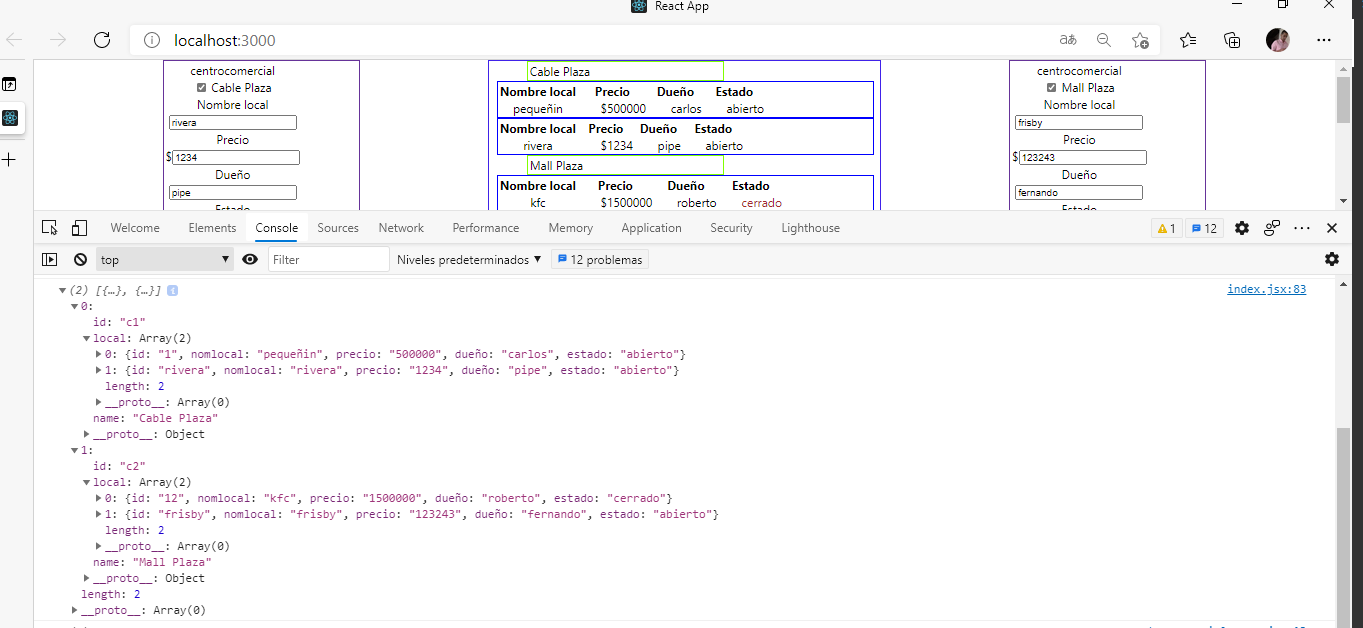 React App
localhost:3000
aあ
centrocomercial
Cable Plaza
Nombre local
rivera
Precio
$ 1234
Dueño
pipe
Estado
Cable Plaza
Nombre local Precio Dueño Estado
pequeñin $500000 carlos abierto
Nombre local Precio Dueño Estado
rivera $1234 pipe abierto
Mall Plaza
Nombre local Precio Dueño Estado
kfc $1500000 roberto cerrado
centrocomercial
Mall Plaza
Nombre local
frisby
Precio
$ 123243
Dueño
fernando
Estado
Welcome Elements Console Sources Network Performance Memory Application Security Lighthouse 1 12
top Filter Niveles predeterminados 12 problemas
(2) [{…}, {…}] i index.jsx:83
0:
id: "c1"
local: Array(2)
0: {id: "1", nomlocal: "pequeñin", precio: "500000", dueño: "carlos", estado: "abierto"}
1: {id: "rivera", nomlocal: "rivera", precio: "1234", dueño: "pipe", estado: "abierto"}
length: 2
__proto__: Array(0)
name: "Cable Plaza"
__proto__: Object
1:
id: "c2"
local: Array(2)
0: {id: "12", nomlocal: "kfc", precio: "1500000", dueño: "roberto", estado: "cerrado"}
1: {id: "frisby", nomlocal: "frisby", precio: "123243", dueño: "fernando", estado: "abierto"}
length: 2
__proto__: Array(0)
name: "Mall Plaza"
__proto__: Object
length: 2
__proto__: Array(0)